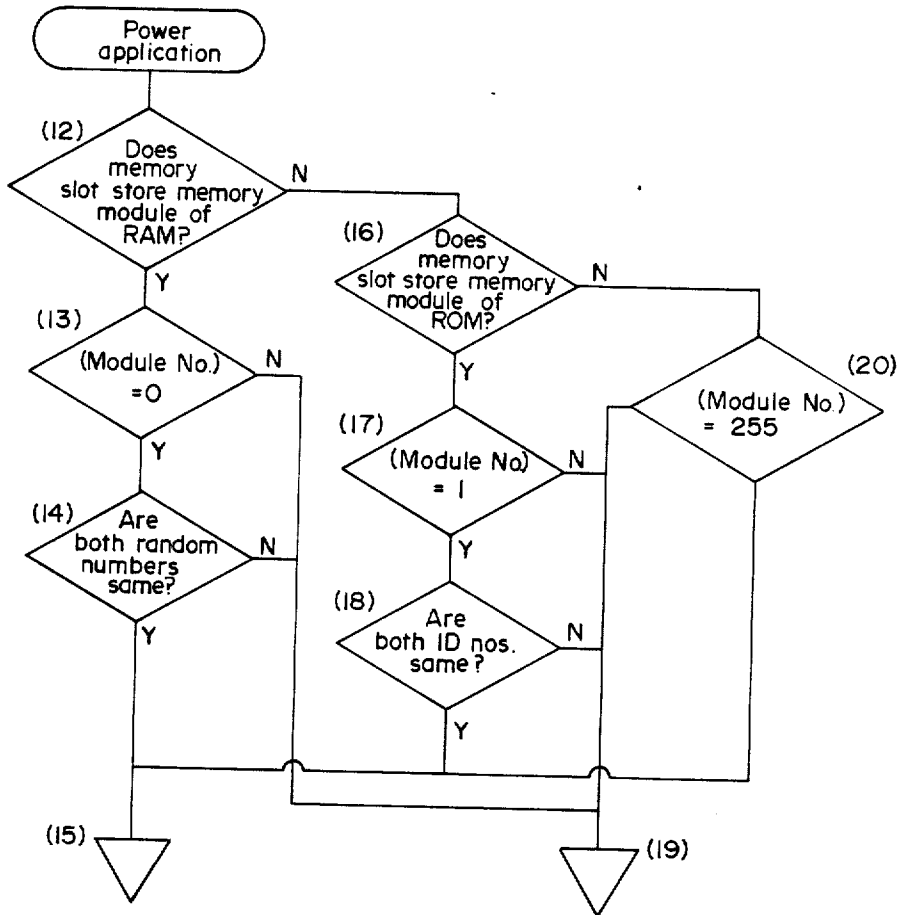 Power
application
(12)
Does
memory
slot store memory
module of
RAM?
N
Y
(13)
(Module No.)
=0
N
Y
(14)
Are
both random
numbers
same?
N
Y
(15)
(16)
Does
memory
slot store memory
module of
ROM?
N
Y
(17)
(Module No.)
= 1
N
Y
(18)
Are
both ID nos.
same?
N
Y
(20)
(Module No.)
= 255
(19)